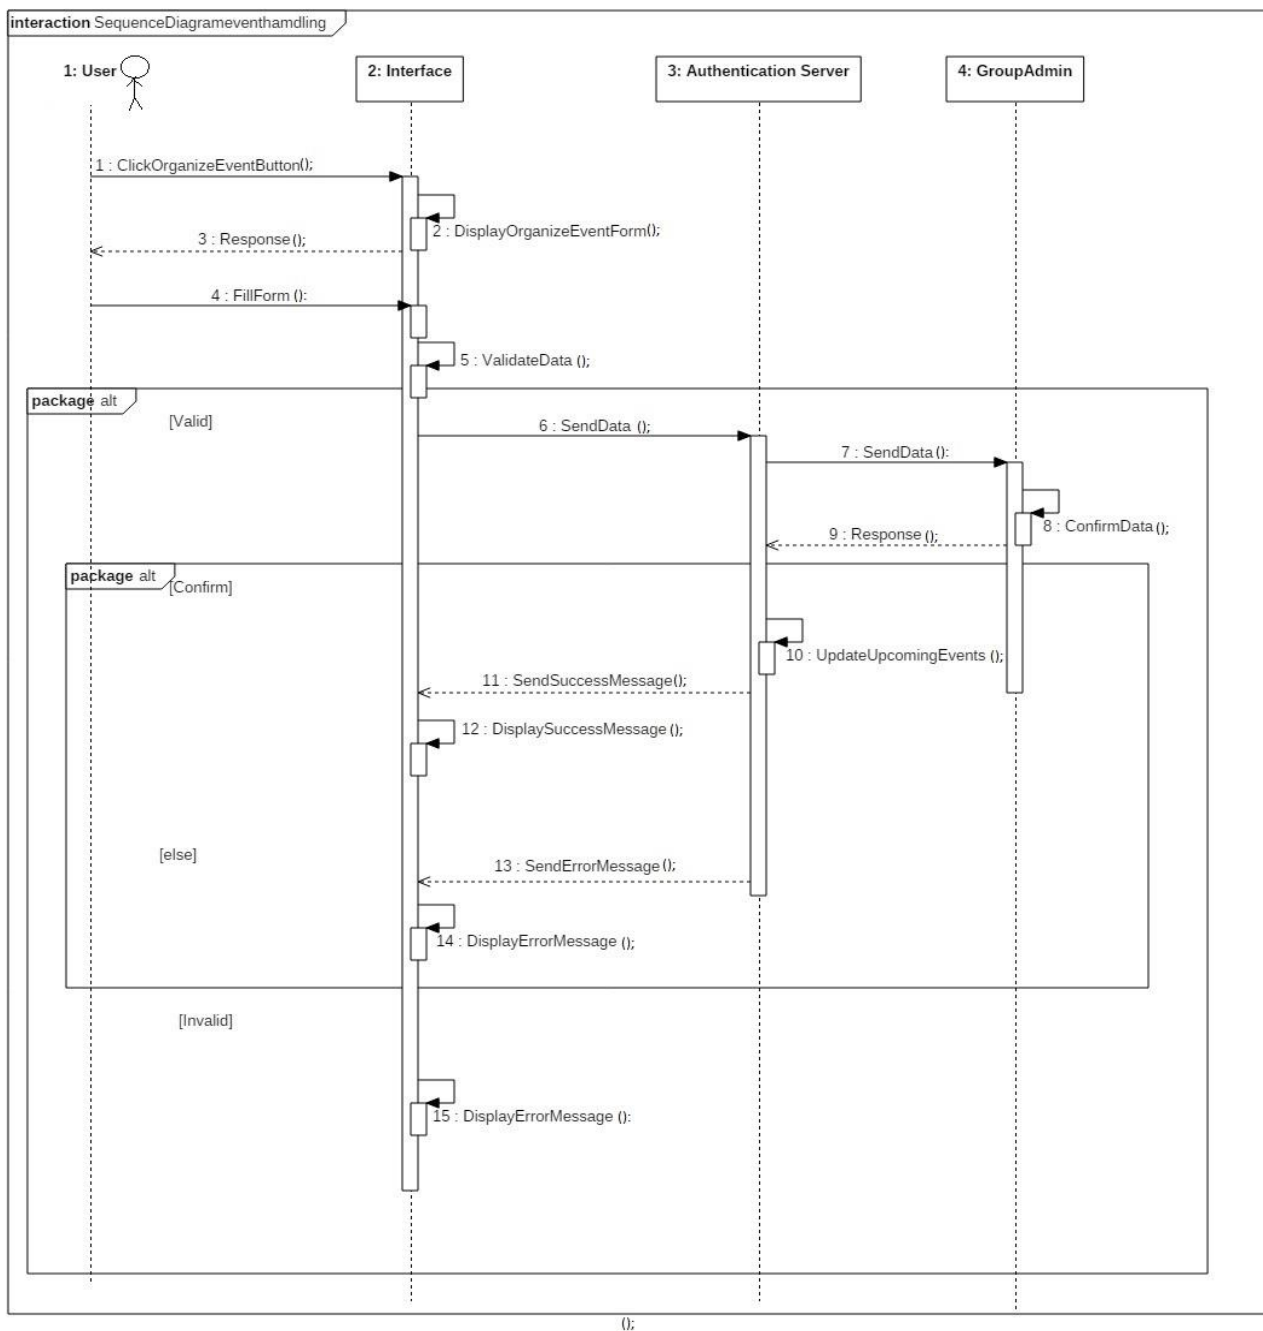 interaction SequenceDiagrameventhamdling
1: User
2: Interface
3: Authentication Server
4: GroupAdmin
1 : ClickOrganizeEventButton();
2 : DisplayOrganizeEventForm();
3 : Response();
4 : FillForm ():
5 : ValidateData ();
package alt
[Valid]
6 : SendData ();
7 : SendData():
8 : ConfirmData();
9 : Response();
package alt
[Confirm]
10 : UpdateUpcomingEvents ();
11 : SendSuccessMessage();
12 : DisplaySuccessMessage();
[else]
13 : SendErrorMessage();
14 : DisplayErrorMessage ();
[Invalid]
15 : DisplayErrorMessage ():
();